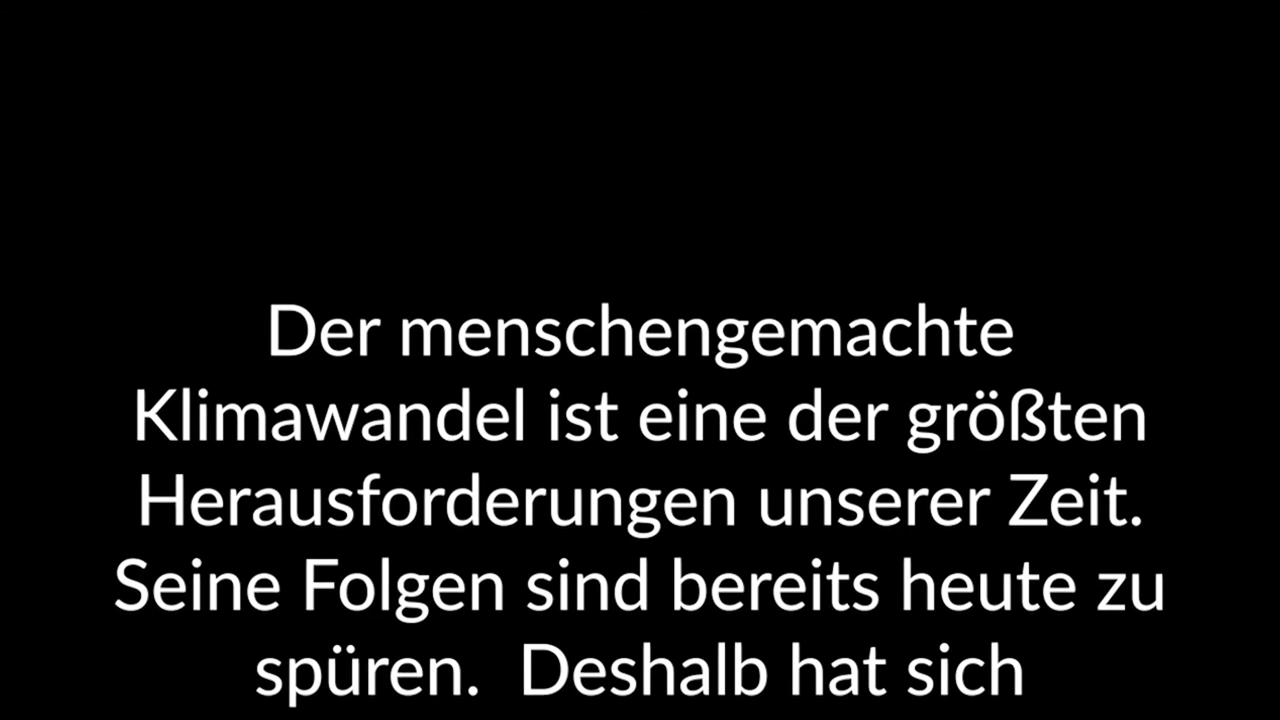 Der menschengemachte
Klimawandel ist eine der größten
Herausforderungen unserer Zeit.
Seine Folgen sind bereits heute zu
spüren.  Deshalb hat sich